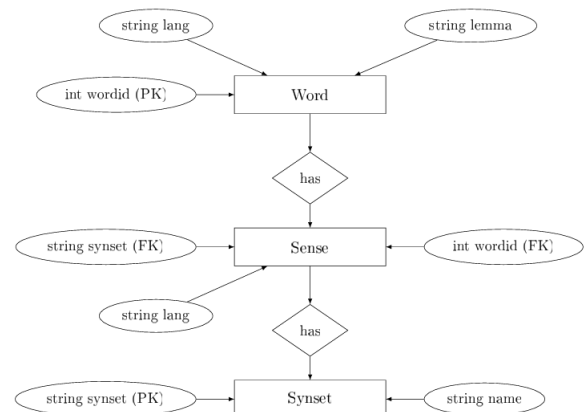 string lang
string lemma
int wordid (PK)
Word
has
string synset (FK)
Sense
int wordid (FK)
string lang
has
string synset (PK)
Synset
string name